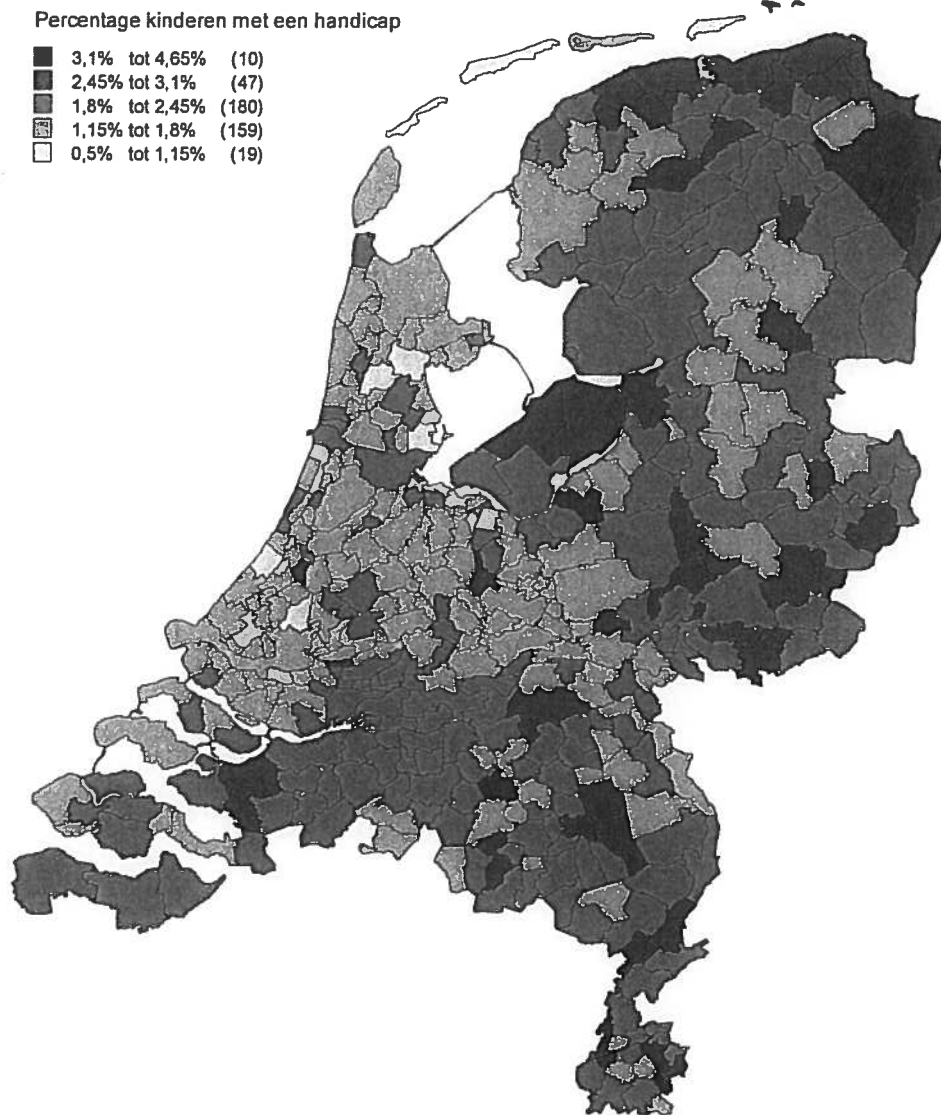 Percentage kinderen met een handicap
3,1% tot 4,65% (10)
2,45% tot 3,1% (47)
1,8% tot 2,45% (180)
1,15% tot 1,8% (159)
0,5% tot 1,15% (19)